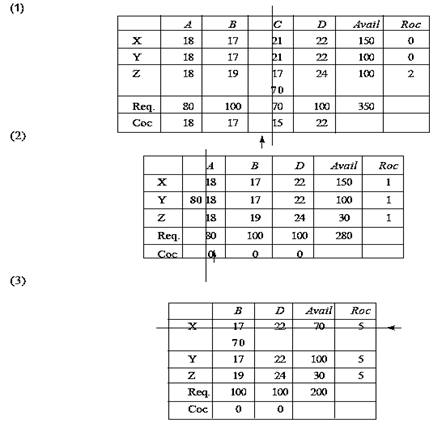 (1)
A B C D Avail Roc
X 18 17 21 22 150 0
Y 18 17 21 22 100 0
Z 18 19 17 24 100 2
70
Req. 80 100 70 100 350
Coc 18 17 15 22
(2)
A B D Avail Roc
X 18 17 22 150 1
Y 80 18 17 22 100 1
Z 18 19 24 30 1
Req. 80 100 100 280
Coc 0 0 0
(3)
B D Avail Roc
X 17 22 70 5
70
Y 17 22 100 5
Z 19 24 30 5
Req. 100 100 200
Coc 0 0